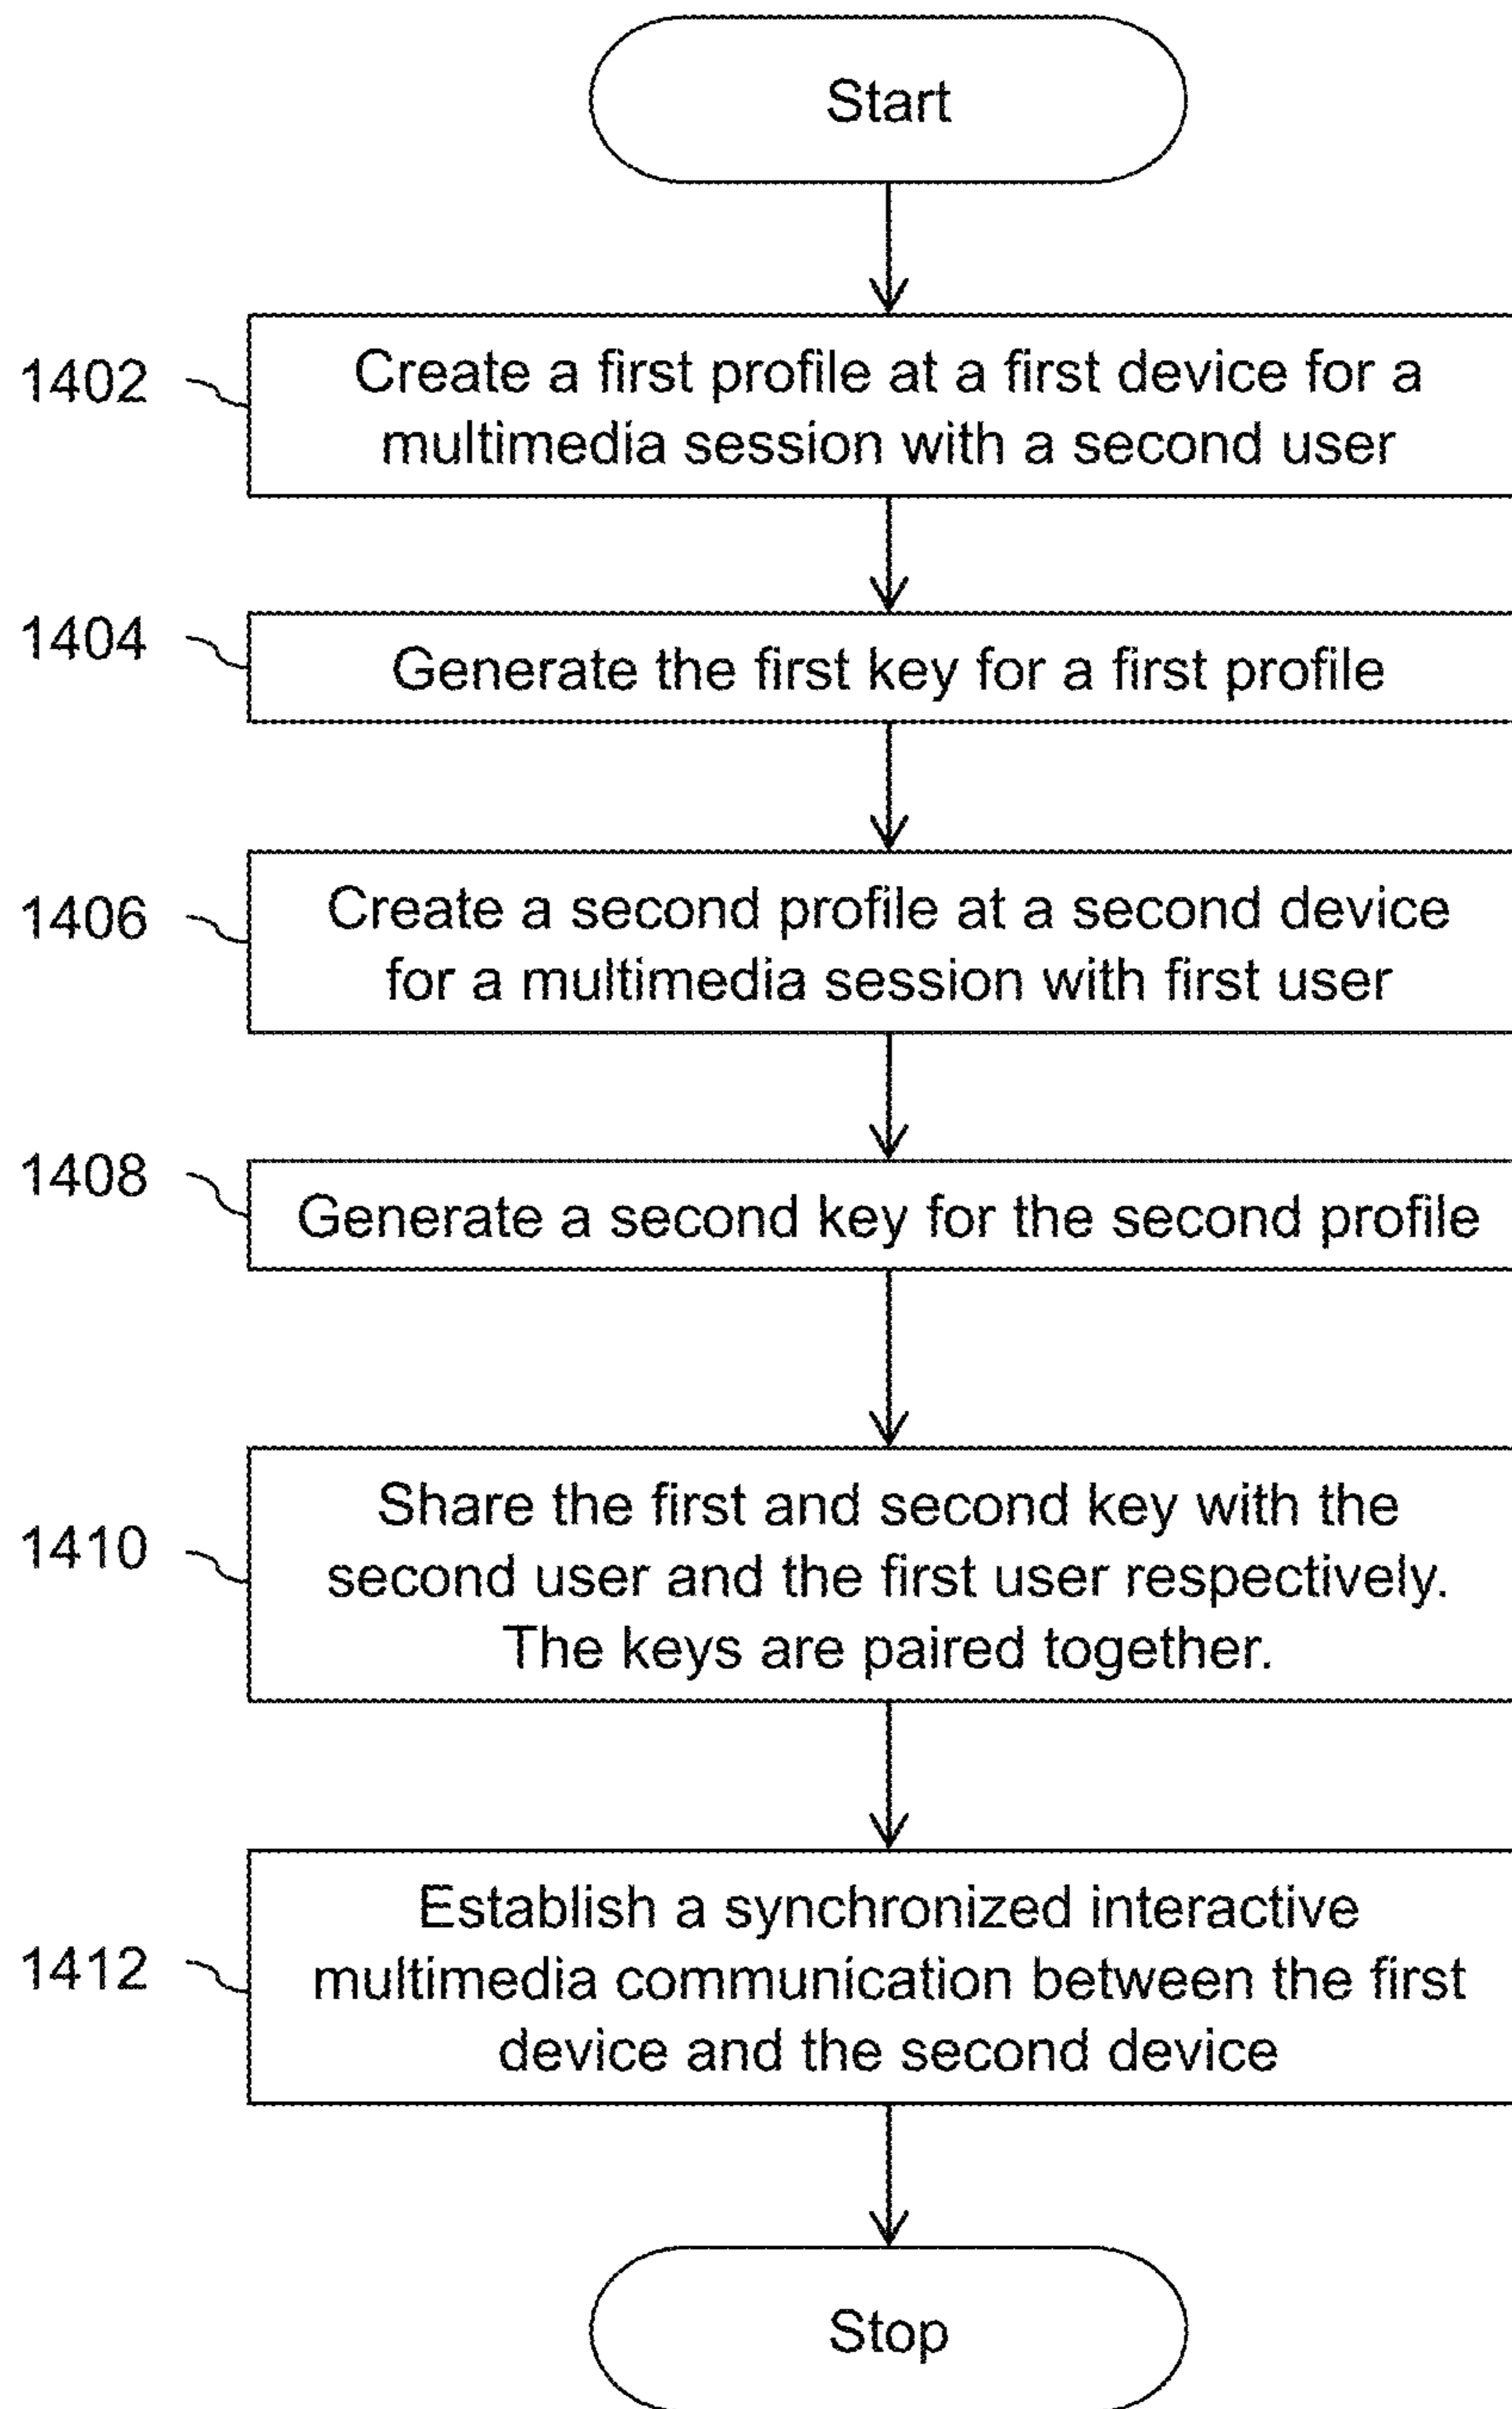 Start
1402
Create a first profile at a first device for a
multimedia session with a second user
1404
Generate the first key for a first profile
1406
Create a second profile at a second device
for a multimedia session with first user
1408
Generate a second key for the second profile
1410
Share the first and second key with the
second user and the first user respectively.
The keys are paired together.
1412
Establish a synchronized interactive
multimedia communication between the first
device and the second device
Stop